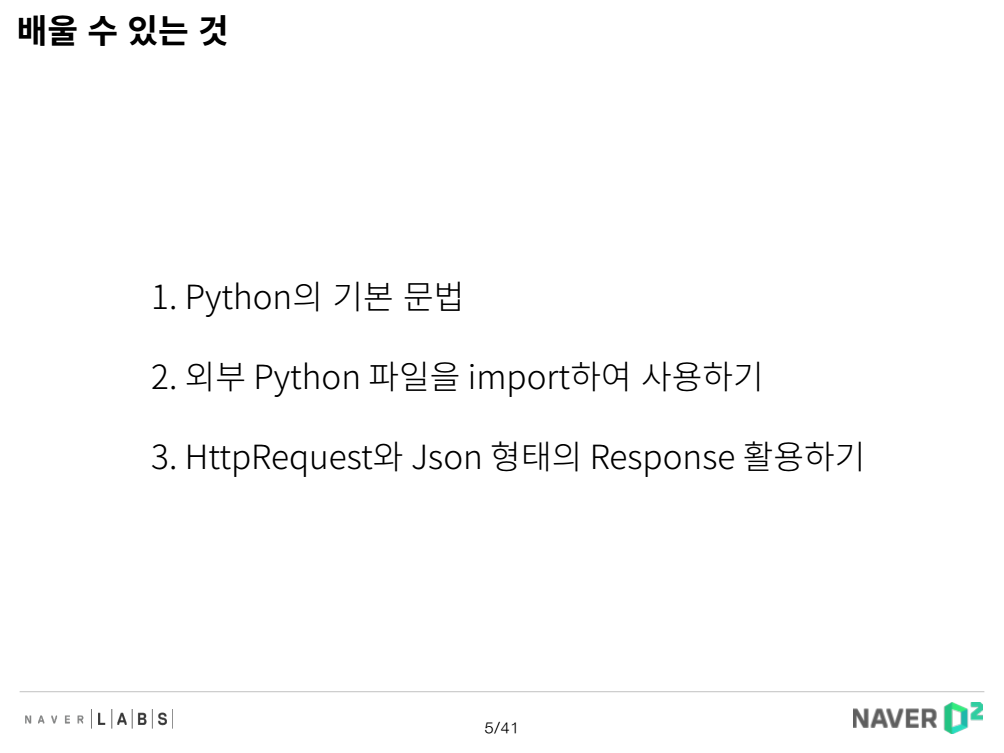 배울 수 있는 것
1. Python의 기본 문법
2. 외부 Python 파일을 import하여 사용하기
3. HttpRequest와 Json 형태의 Response 활용하기
NAVER LABS
5/41
NAVER D2